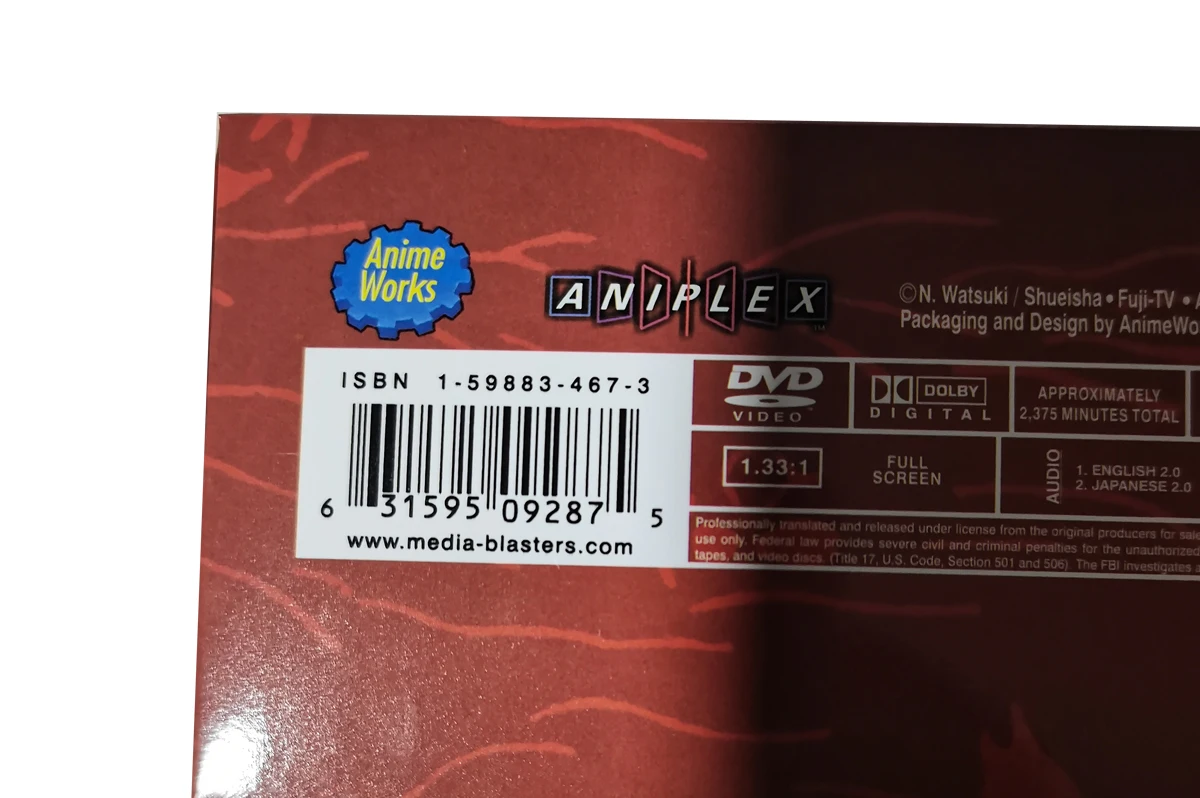 Anime
Works
ANIPLEX™
©N. Watsuki / Shueisha • Fuji-TV •
Packaging and Design by AnimeWo
ISBN 1-59883-467-3
6 31595 09287 5
www.media-blasters.com
DVD
VIDEO™
DOLBY
DIGITAL
APPROXIMATELY
2,375 MINUTES TOTAL
1.33:1
FULL
SCREEN
AUDIO
1. ENGLISH 2.0
2. JAPANESE 2.0
Professionally translated and released under license from the original producers for sale
use only. Federal law provides severe civil and criminal penalties for the unauthorized
tapes, and video discs. (Title 17, U.S. Code, Section 501 and 506). The FBI investigates